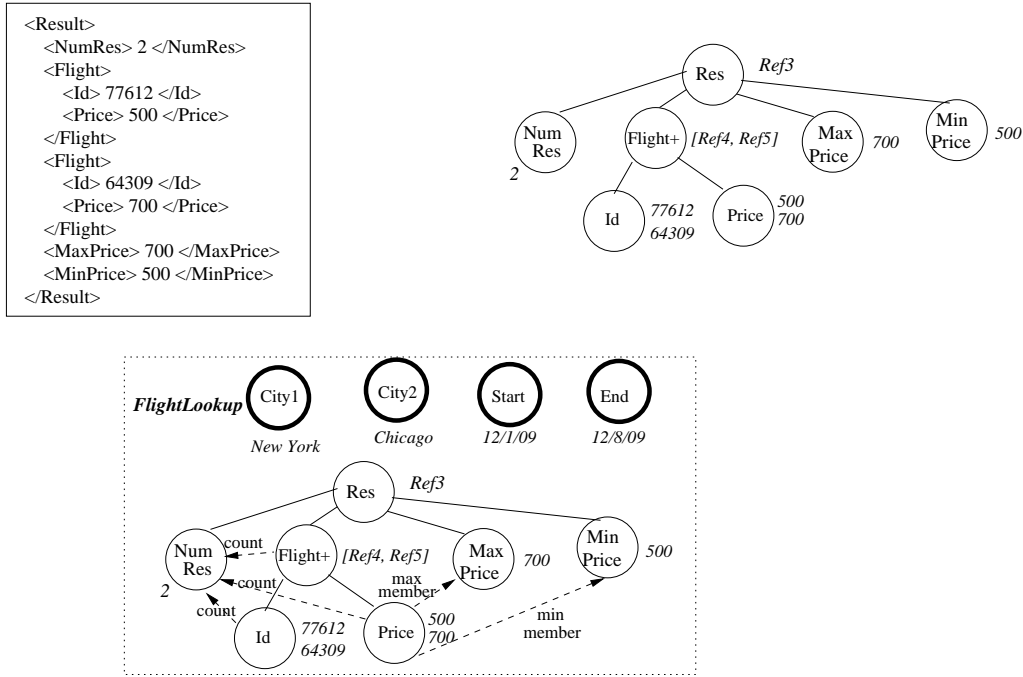 <Result>
<NumRes> 2 </NumRes>
<Flight>
<Id> 77612 </Id>
<Price> 500 </Price>
</Flight>
<Flight>
<Id> 64309 </Id>
<Price> 700 </Price>
</Flight>
<MaxPrice> 700 </MaxPrice>
<MinPrice> 500 </MinPrice>
</Result>
Res
Ref3
Num
Res
2
Flight+
[Ref4, Ref5]
Max
Price
700
Min
Price
500
Id
77612
64309
Price
500
700
FlightLookup
City1
New York
City2
Chicago
Start
12/1/09
End
12/8/09
Res
Ref3
Num
Res
2
count
Flight+
[Ref4, Ref5]
Max
Price
700
Min
Price
500
count
max
member
count
Id
77612
64309
Price
500
700
min
member